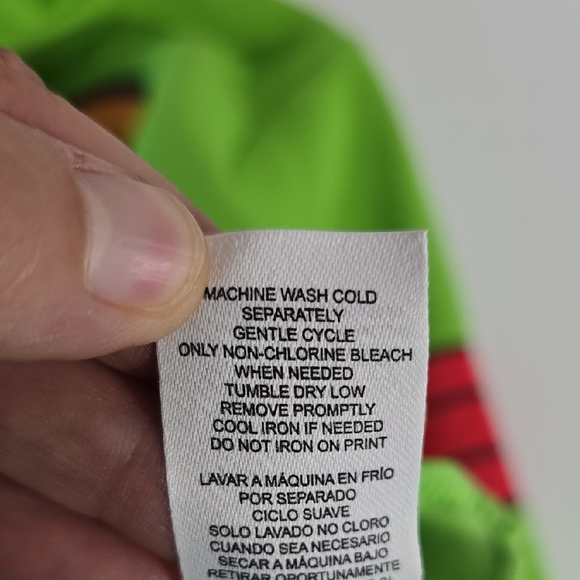 MACHINE WASH COLD
SEPARATELY
GENTLE CYCLE
ONLY NON-CHLORINE BLEACH
WHEN NEEDED
TUMBLE DRY LOW
REMOVE PROMPTLY
COOL IRON IF NEEDED
DO NOT IRON ON PRINT
LAVAR A MÁQUINA EN FRÍO
POR SEPARADO
CICLO SUAVE
SOLO LAVADO NO CLORO
CUANDO SEA NECESARIO
SECAR A MÁQUINA BAJO
RETIRAR OPORTUNAMENTE